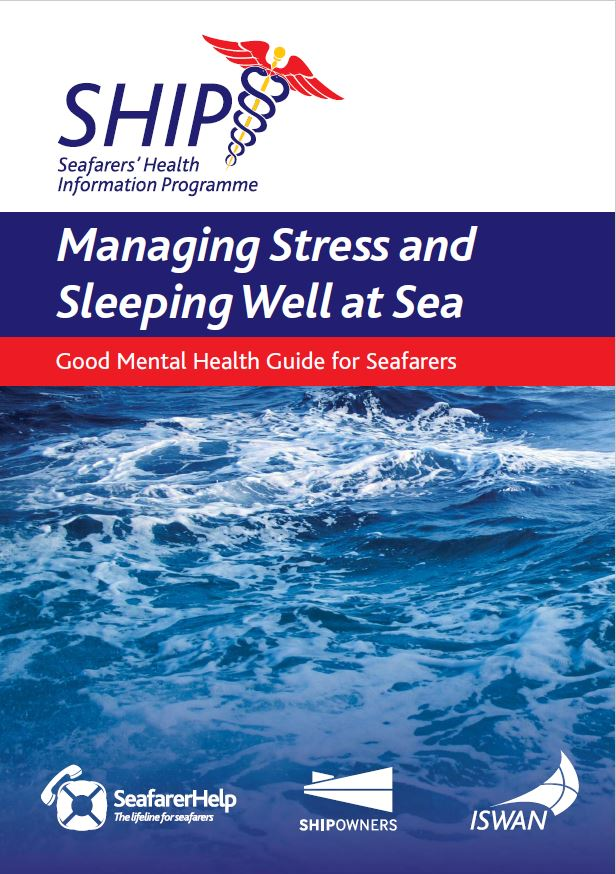 SHIP
Seafarers' Health
Information Programme
Managing Stress and
Sleeping Well at Sea
Good Mental Health Guide for Seafarers
SeafarerHelp
The lifeline for seafarers
SHIPOWNERS
ISWAN